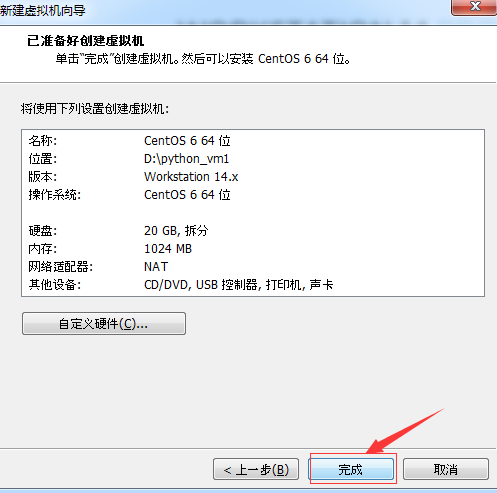 新建虚拟机向导
已准备好创建虚拟机
单击“完成”创建虚拟机。然后可以安装 CentOS 6 64 位。
将使用下列设置创建虚拟机:
名称: CentOS 6 64 位
位置: D:\python_vm1
版本: Workstation 14.x
操作系统: CentOS 6 64 位
硬盘: 20 GB, 拆分
内存: 1024 MB
网络适配器: NAT
其他设备: CD/DVD, USB 控制器, 打印机, 声卡
自定义硬件(C)...
< 上一步(B) 完成 取消